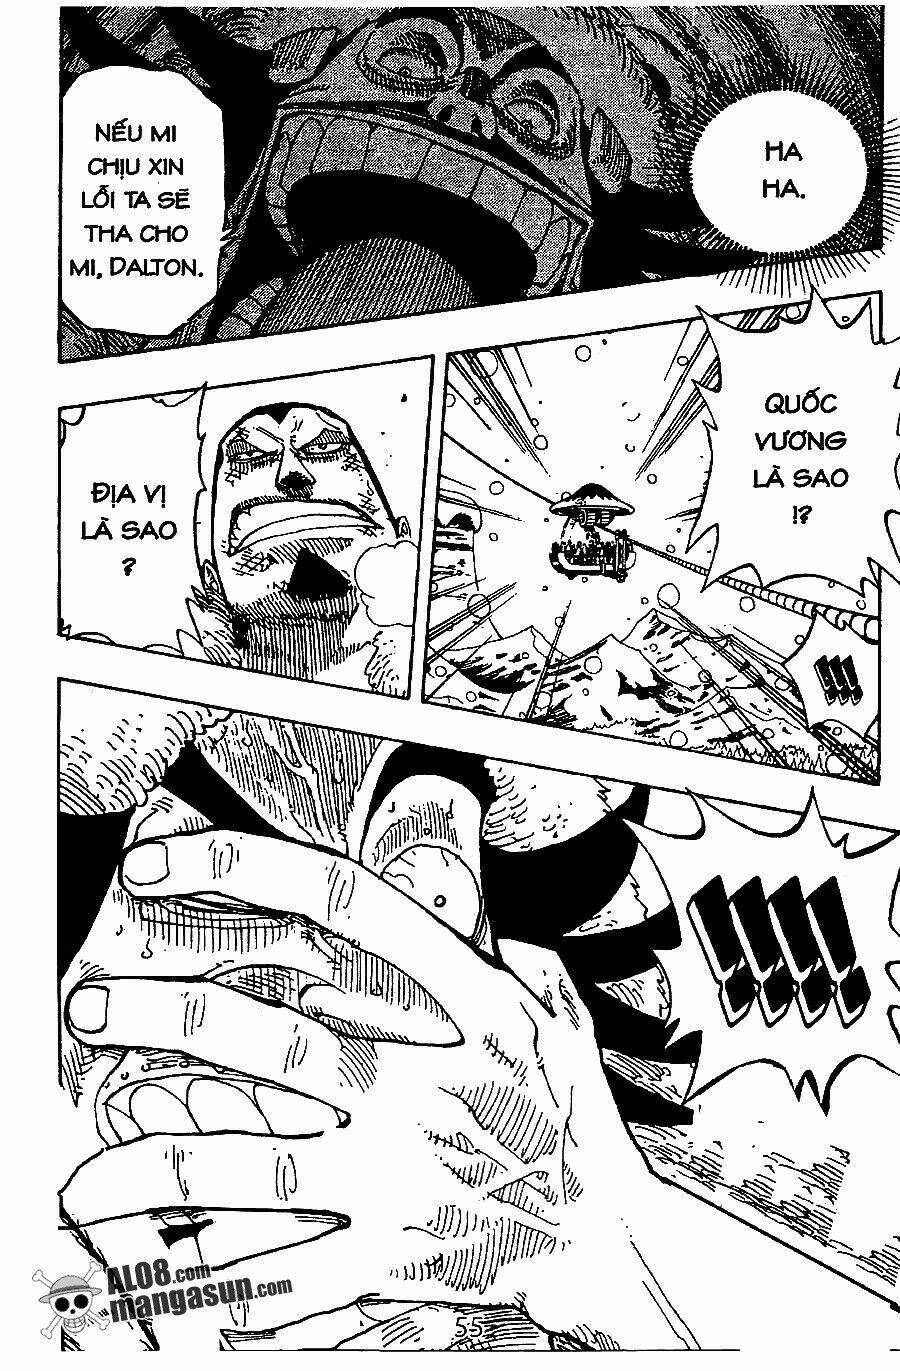 HA
HA.
NẾU MI
CHỊU XIN
LỖI TA SẼ
THA CHO
MI, DALTON.
QUỐC
VƯƠNG
LÀ SAO
!?
ĐỊA VỊ
LÀ SAO
?
!!!!
!!!!
ALO8.com
mangasun.com
55